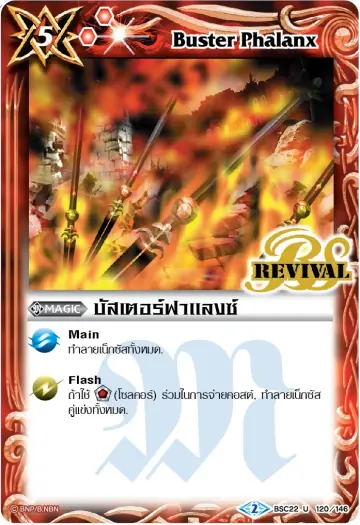 5
Buster Phalanx
BS
REVIVAL
MAGIC บัสเตอร์ฟาแลงซ์
Main
ทำลายเน็กซัสทั้งหมด.
Flash
ถ้าใช้ (โซลคอร์) ร่วมในการจ่ายคอสต์, ทำลายเน็กซัส
คู่แข่งทั้งหมด.
© BNP/B.NBN
2 BSC22 U 120/146